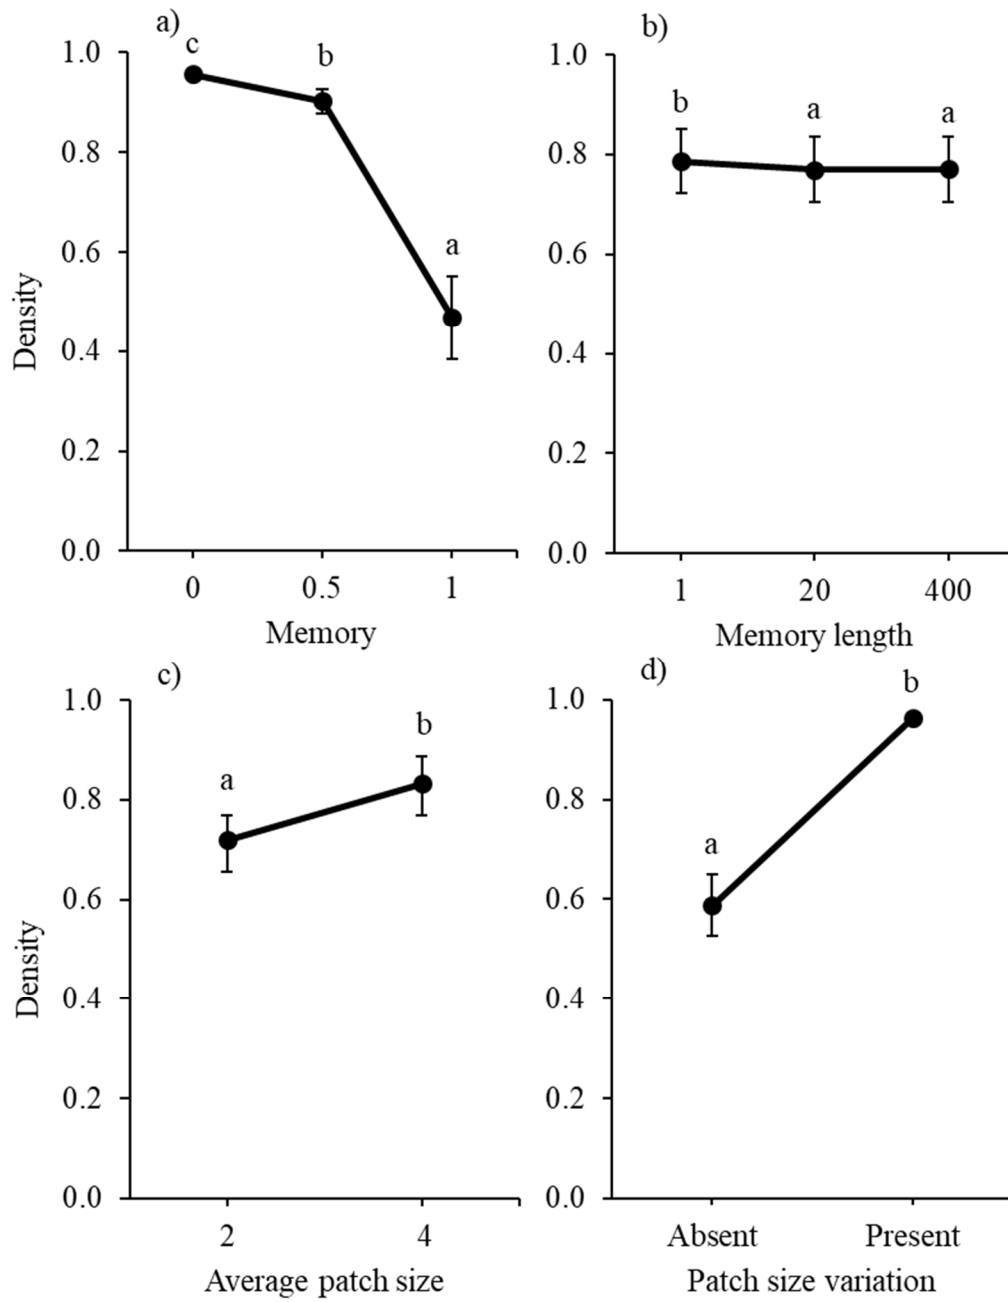 a)
c
b
a
1.0
0.8
0.6
0.4
0.2
0.0
Density
0 0.5 1
Memory
b)
b
a
a
1.0
0.8
0.6
0.4
0.2
0.0
1 20 400
Memory length
c)
a
b
1.0
0.8
0.6
0.4
0.2
0.0
Density
2 4
Average patch size
d)
a
b
1.0
0.8
0.6
0.4
0.2
0.0
Absent Present
Patch size variation